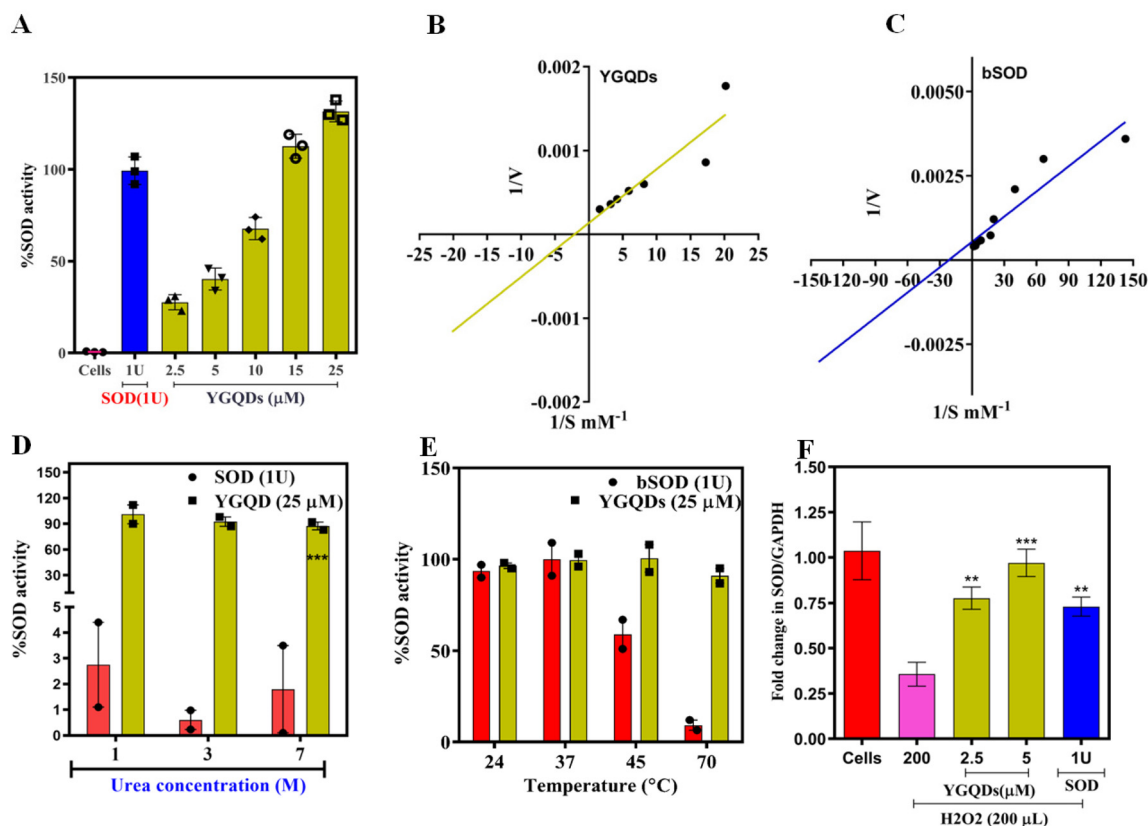 A
150
100
50
0
%SOD activity
Cells
1U
2.5
5
10
15
25
SOD(1U)
YGQDs (μM)
B
YGQDs
0.002
0.001
-0.001
-0.002
1/V
-25
-20
-15
-10
-5
5
10
15
20
25
1/S mM⁻¹
C
bSOD
0.0050
0.0025
-0.0025
1/V
-150
-120
-90
-60
-30
30
60
90
120
150
1/S mM⁻¹
D
SOD (1U)
YGQD (25 μM)
150
120
90
60
30
5
4
3
2
1
0
%SOD activity
***
1
3
7
Urea concentration (M)
E
bSOD (1U)
YGQDs (25 μM)
150
100
50
0
%SOD activity
24
37
45
70
Temperature (°C)
F
1.50
1.25
1.00
0.75
0.50
0.25
0.00
Fold change in SOD/GAPDH
**
***
**
Cells
200
2.5
5
1U
YGQDs(μM)
SOD
H2O2 (200 μL)